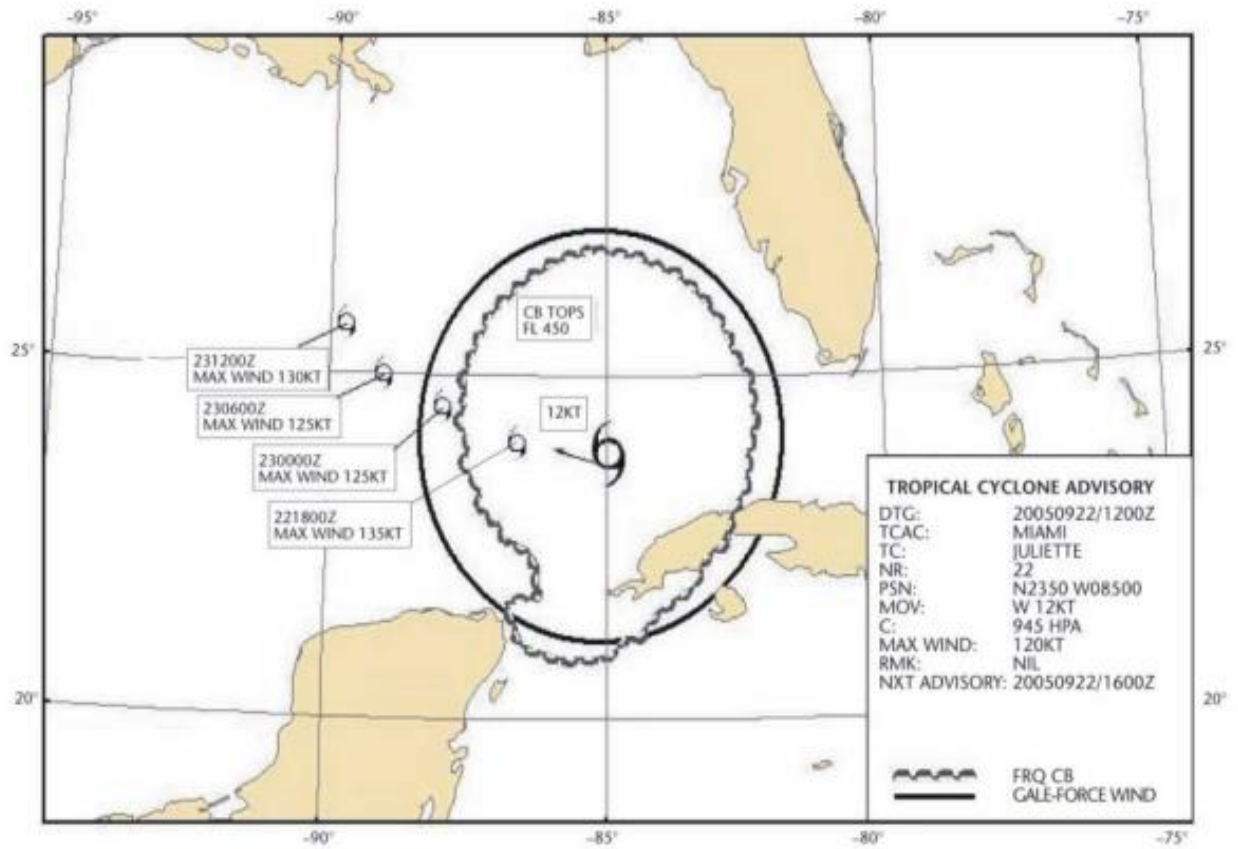 -95° -90° -85° -80° -75°
CB TOPS
FL 450
25° 25°
231200Z
MAX WIND 130KT
230600Z
MAX WIND 125KT
12KT
230000Z
MAX WIND 125KT
221800Z
MAX WIND 135KT
TROPICAL CYCLONE ADVISORY
DTG: 20050922/1200Z
TCAC: MIAMI
TC: JULIETTE
NR: 22
PSN: N2350 W08500
MOV: W 12KT
C: 945 HPA
MAX WIND: 120KT
RMK: NIL
NXT ADVISORY: 20050922/1600Z
20° 20°
FRQ CB
GALE-FORCE WIND
-90° -85° -80° -75°